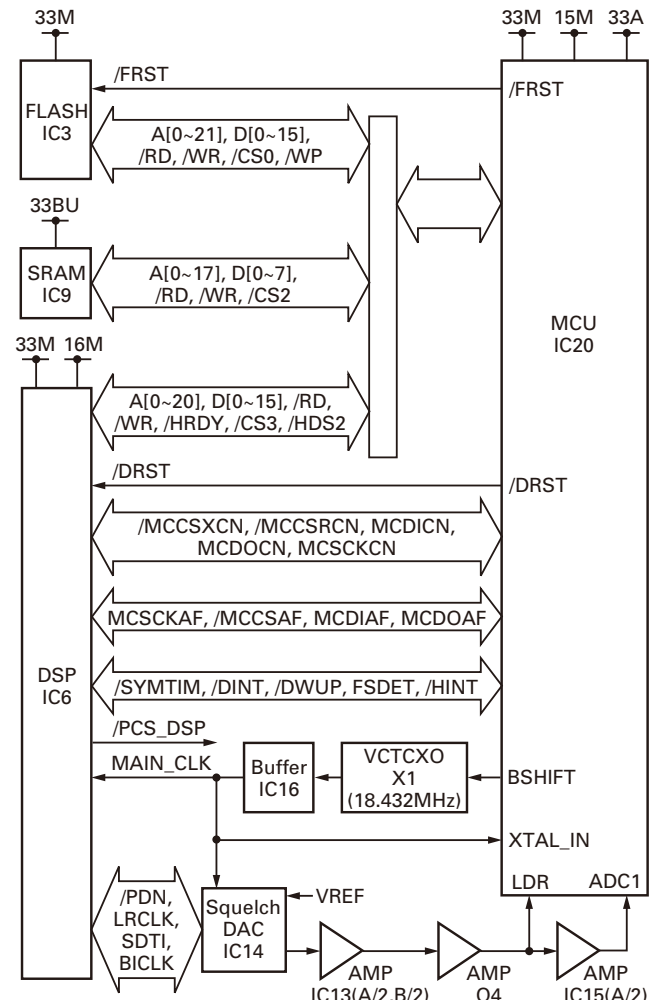 33M
33M 15M 33A
/FRST
/FRST
FLASH
IC3
A[0~21], D[0~15],
/RD, /WR, /CS0, /WP
33BU
SRAM
IC9
A[0~17], D[0~7],
/RD, /WR, /CS2
MCU
IC20
33M 16M
A[0~20], D[0~15], /RD,
/WR, /HRDY, /CS3, /HDS2
/DRST
/DRST
/MCCSXCN, /MCCSRCN, MCDICN,
MCDOCN, MCSCKCN
MCSCKAF, /MCCSAF, MCDIAF, MCDOAF
DSP
IC6
/SYMTIM, /DINT, /DWUP, FSDET, /HINT
/PCS_DSP
MAIN_CLK
Buffer
IC16
VCTCXO
X1
(18.432MHz)
BSHIFT
XTAL_IN
LDR ADC1
/PDN,
LRCLK,
SDTI,
BICLK
Squelch
DAC
IC14
VREF
AMP
IC13(A/2,B/2)
AMP
Q4
AMP
IC15(A/2)